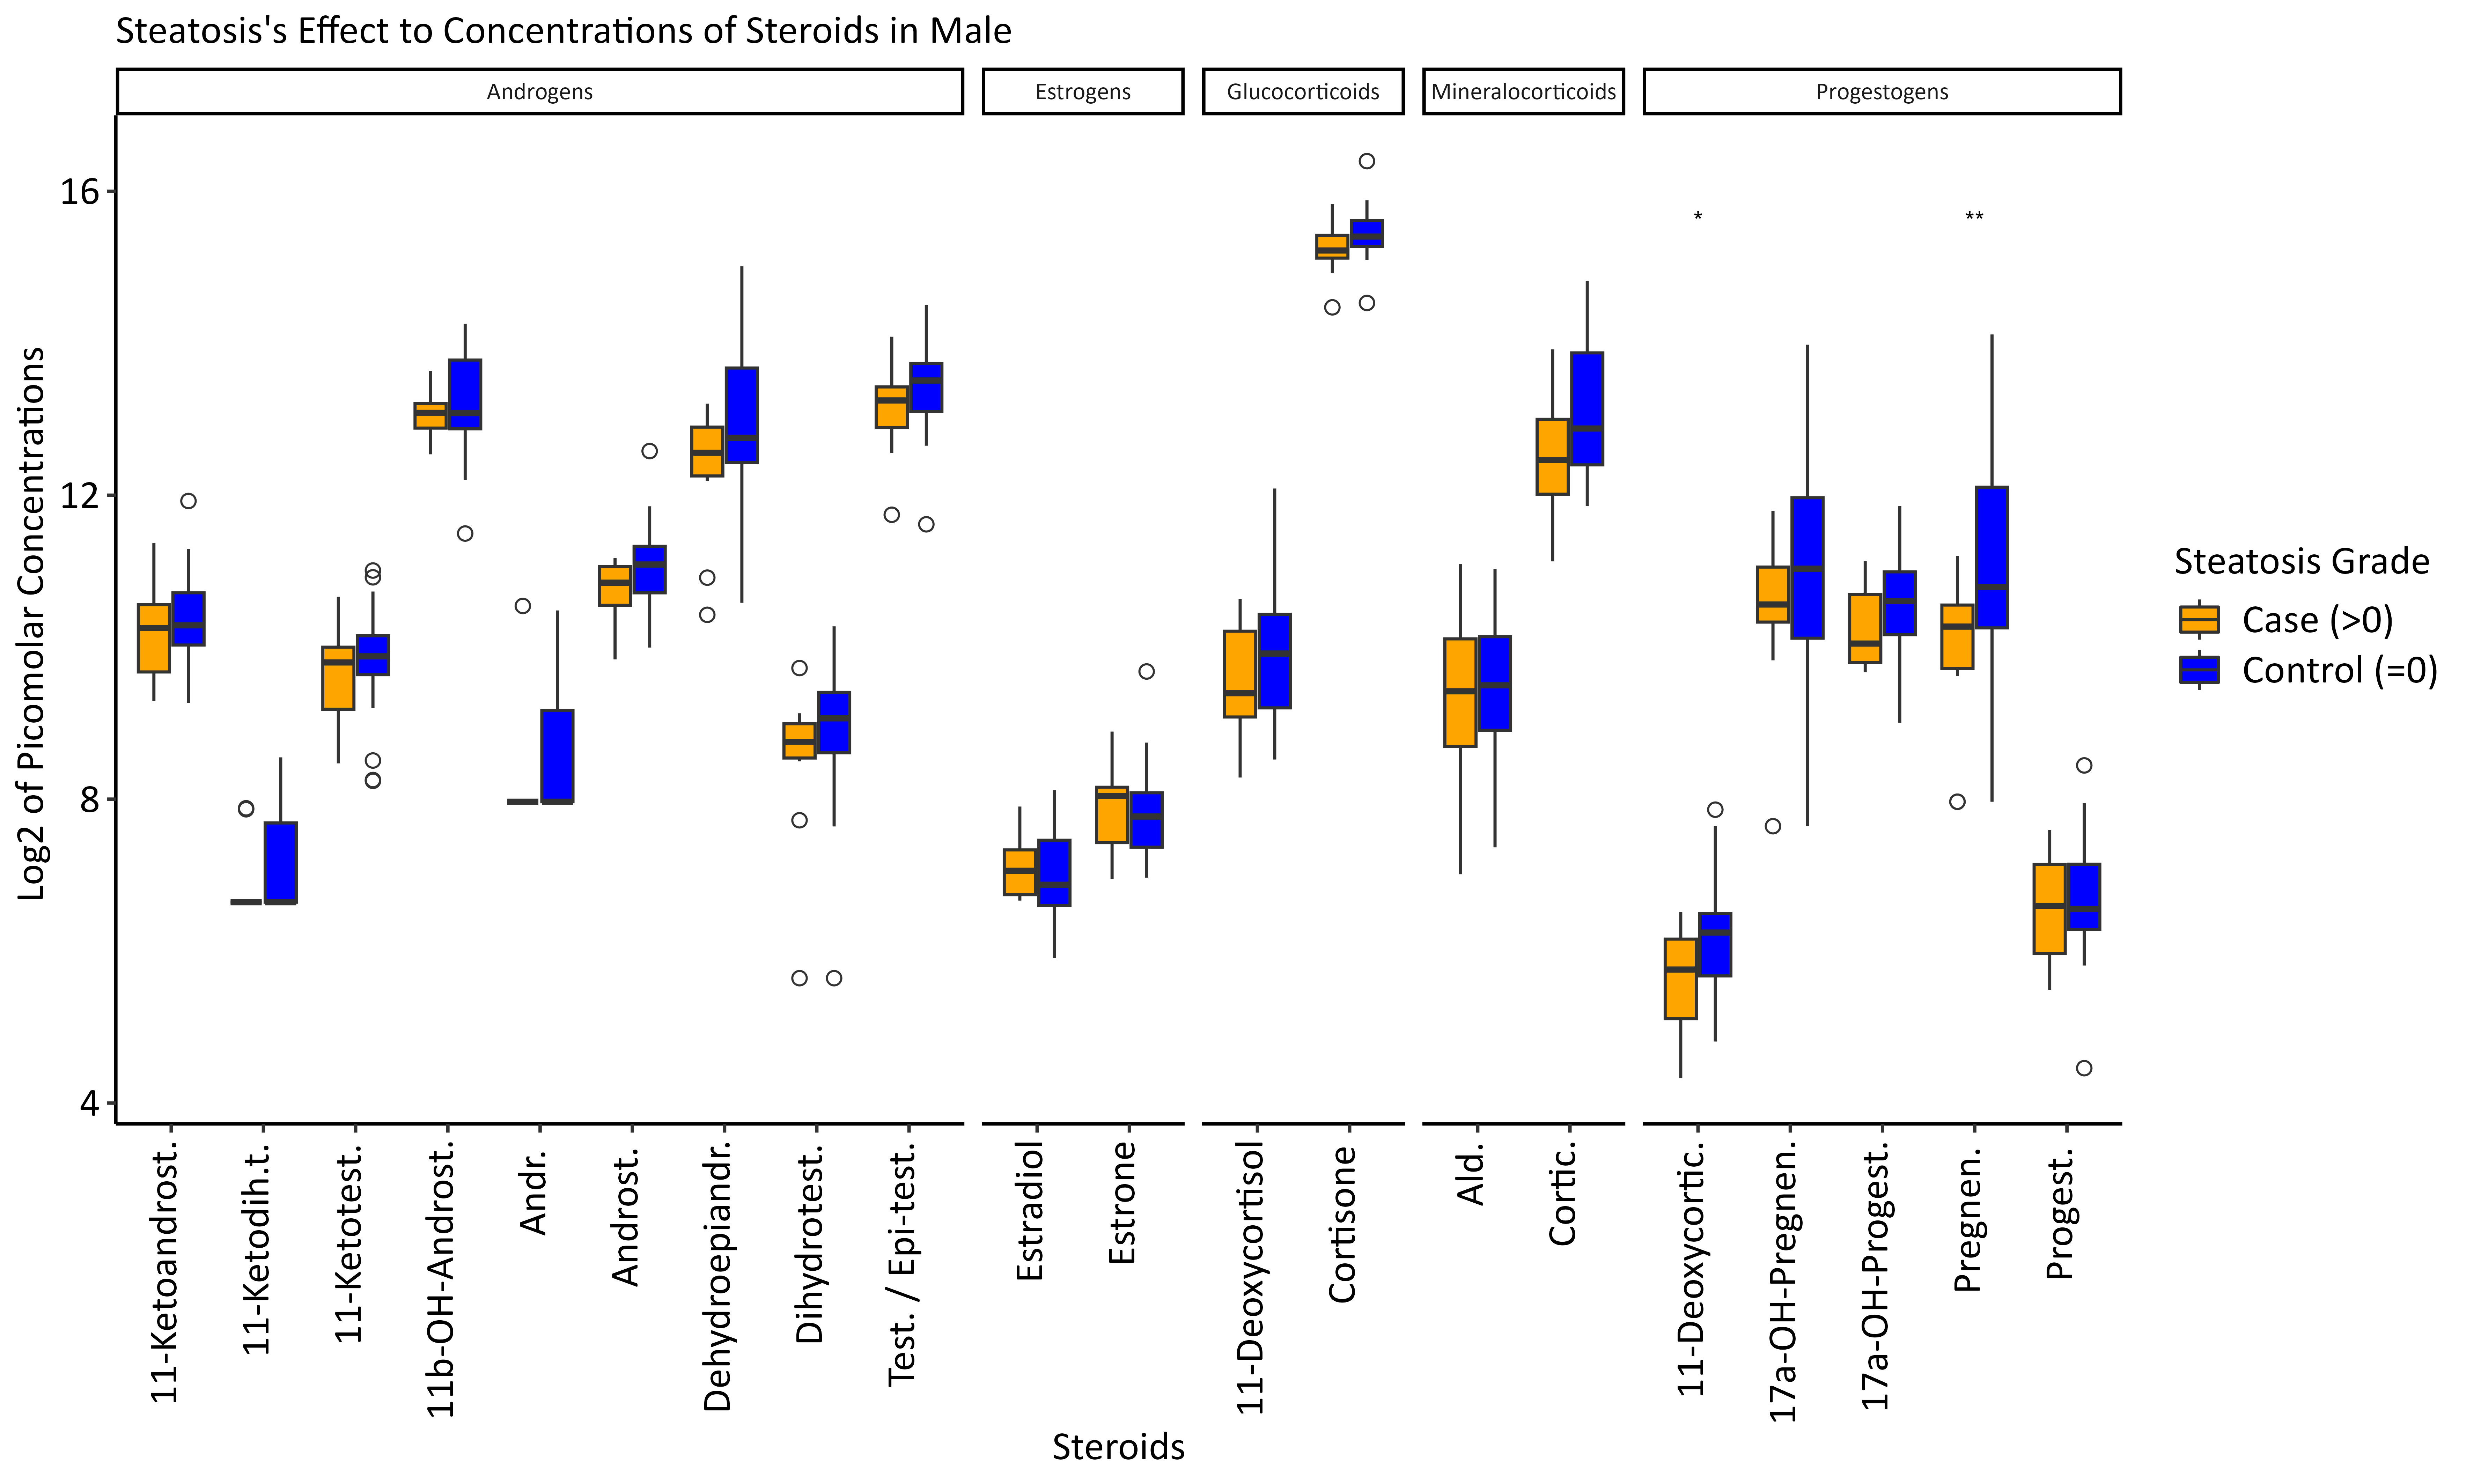 Steatosis's Effect to Concentrations of Steroids in Male
Androgens
Estrogens
Glucocorticoids
Mineralocorticoids
Progestogens
Log2 of Picomolar Concentrations
16
12
8
4
*
**
11-Ketoandrost.
11-Ketodih.t.
11-Ketotest.
11b-OH-Androst.
Andr.
Androst.
Dehydroepiandr.
Dihydrotest.
Test. / Epi-test.
Estradiol
Estrone
11-Deoxycortisol
Cortisone
Ald.
Cortic.
11-Deoxycortic.
17a-OH-Pregnen.
17a-OH-Progest.
Pregnen.
Progest.
Steroids
Steatosis Grade
Case (>0)
Control (=0)